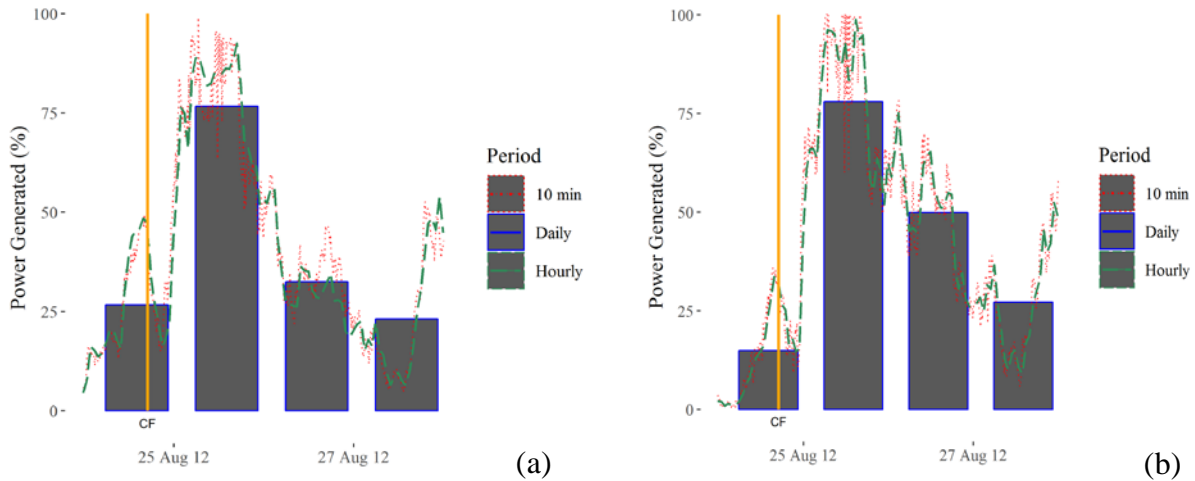 100
75
50
25
0
Power Generated (%)
CF
25 Aug 12
27 Aug 12
Period
10 min
Daily
Hourly
(a)
100
75
50
25
0
Power Generated (%)
CF
25 Aug 12
27 Aug 12
Period
10 min
Daily
Hourly
(b)